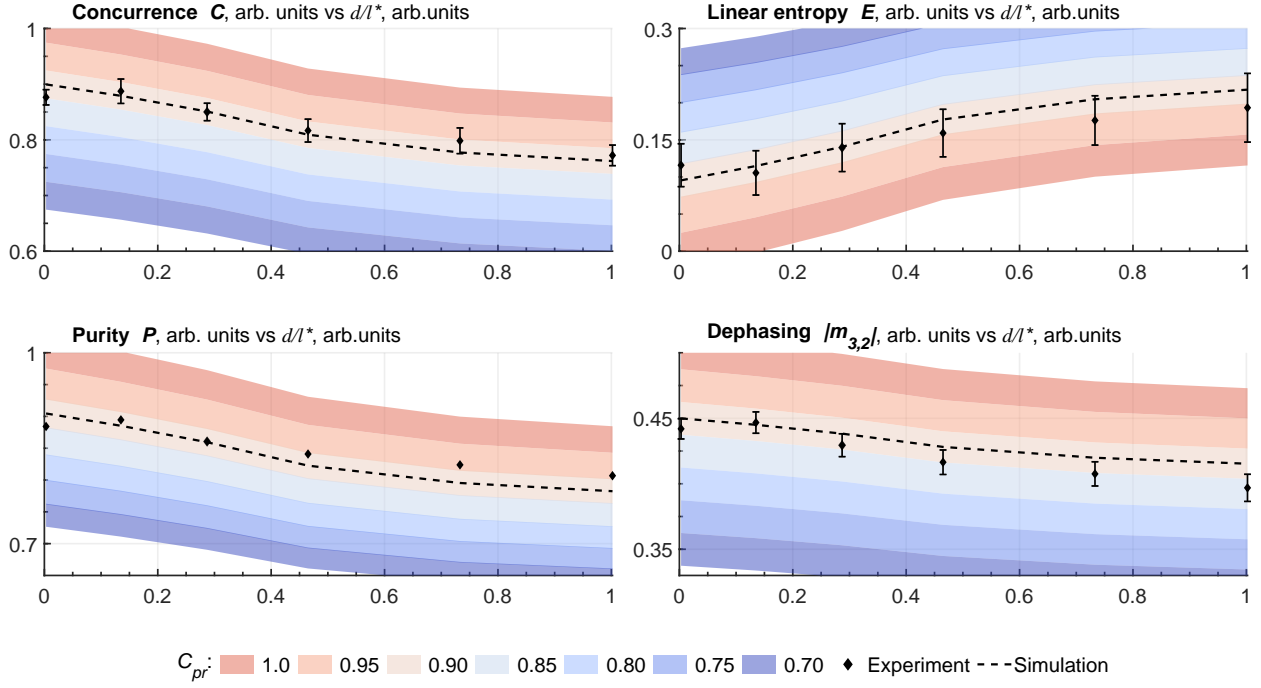 Concurrence C, arb. units vs d/l*, arb.units
1
0.8
0.6
0 0.2 0.4 0.6 0.8 1
Linear entropy E, arb. units vs d/l*, arb.units
0.3
0.15
0
0 0.2 0.4 0.6 0.8 1
Purity P, arb. units vs d/l*, arb.units
1
0.7
0 0.2 0.4 0.6 0.8 1
Dephasing |m3,2|, arb. units vs d/l*, arb.units
0.45
0.35
0 0.2 0.4 0.6 0.8 1
Cpr: 1.0 0.95 0.90 0.85 0.80 0.75 0.70 Experiment Simulation